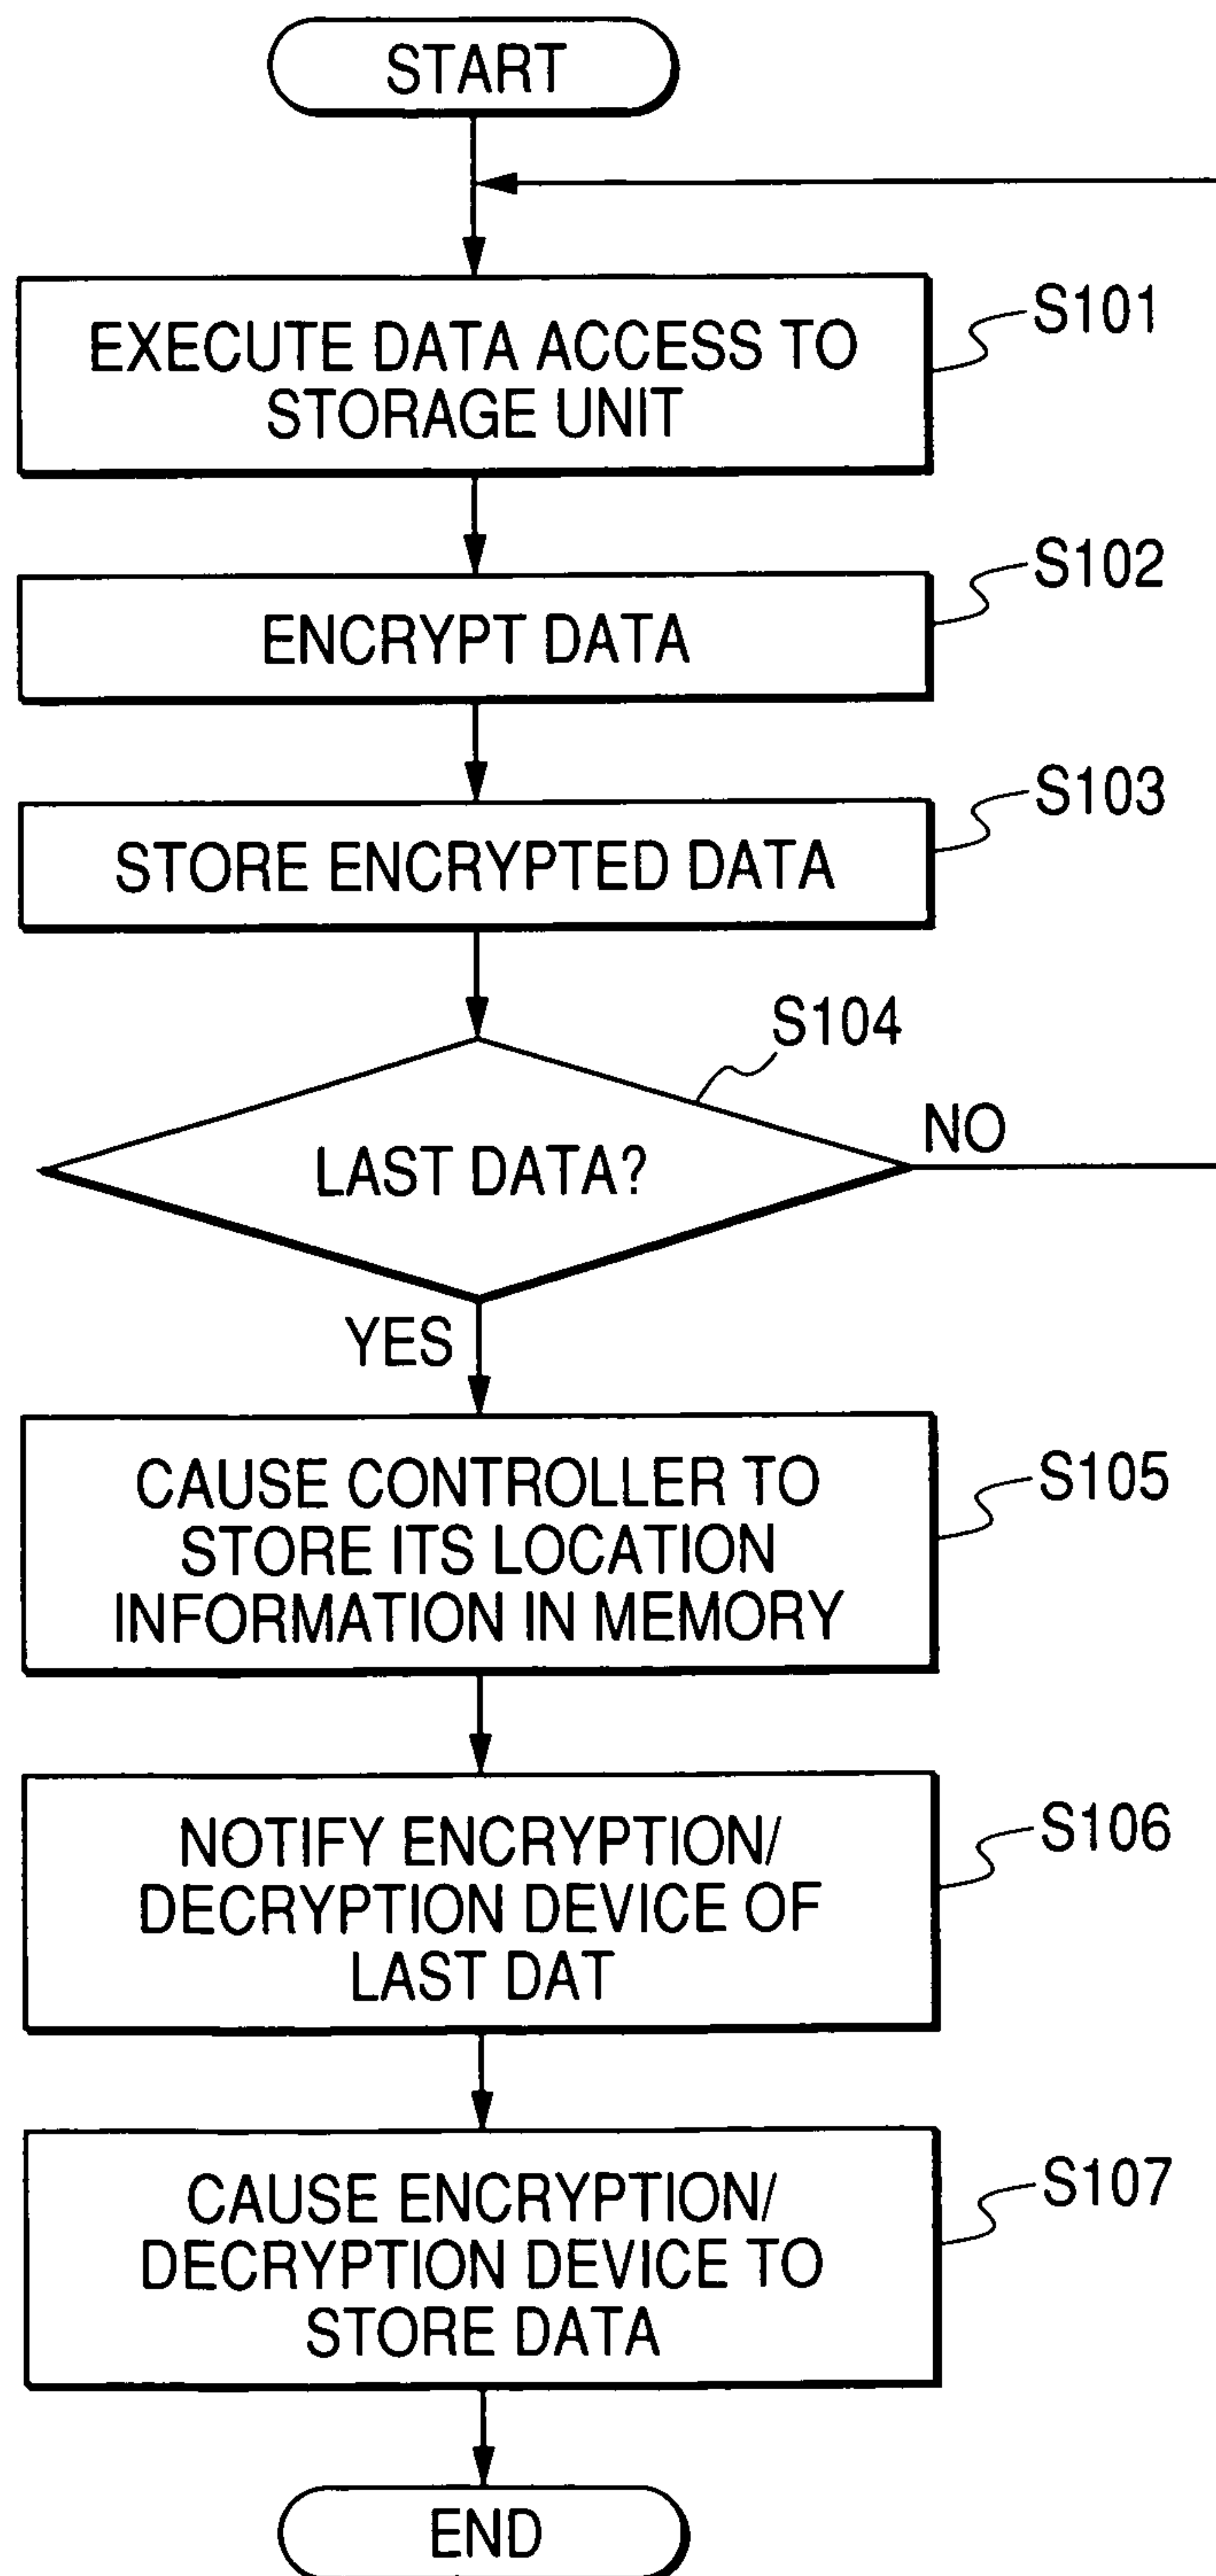 START
EXECUTE DATA ACCESS TO
STORAGE UNIT
S101
ENCRYPT DATA
S102
STORE ENCRYPTED DATA
S103
S104
LAST DATA?
NO
YES
CAUSE CONTROLLER TO
STORE ITS LOCATION
INFORMATION IN MEMORY
S105
NOTIFY ENCRYPTION/
DECRYPTION DEVICE OF
LAST DAT
S106
CAUSE ENCRYPTION/
DECRYPTION DEVICE TO
STORE DATA
S107
END